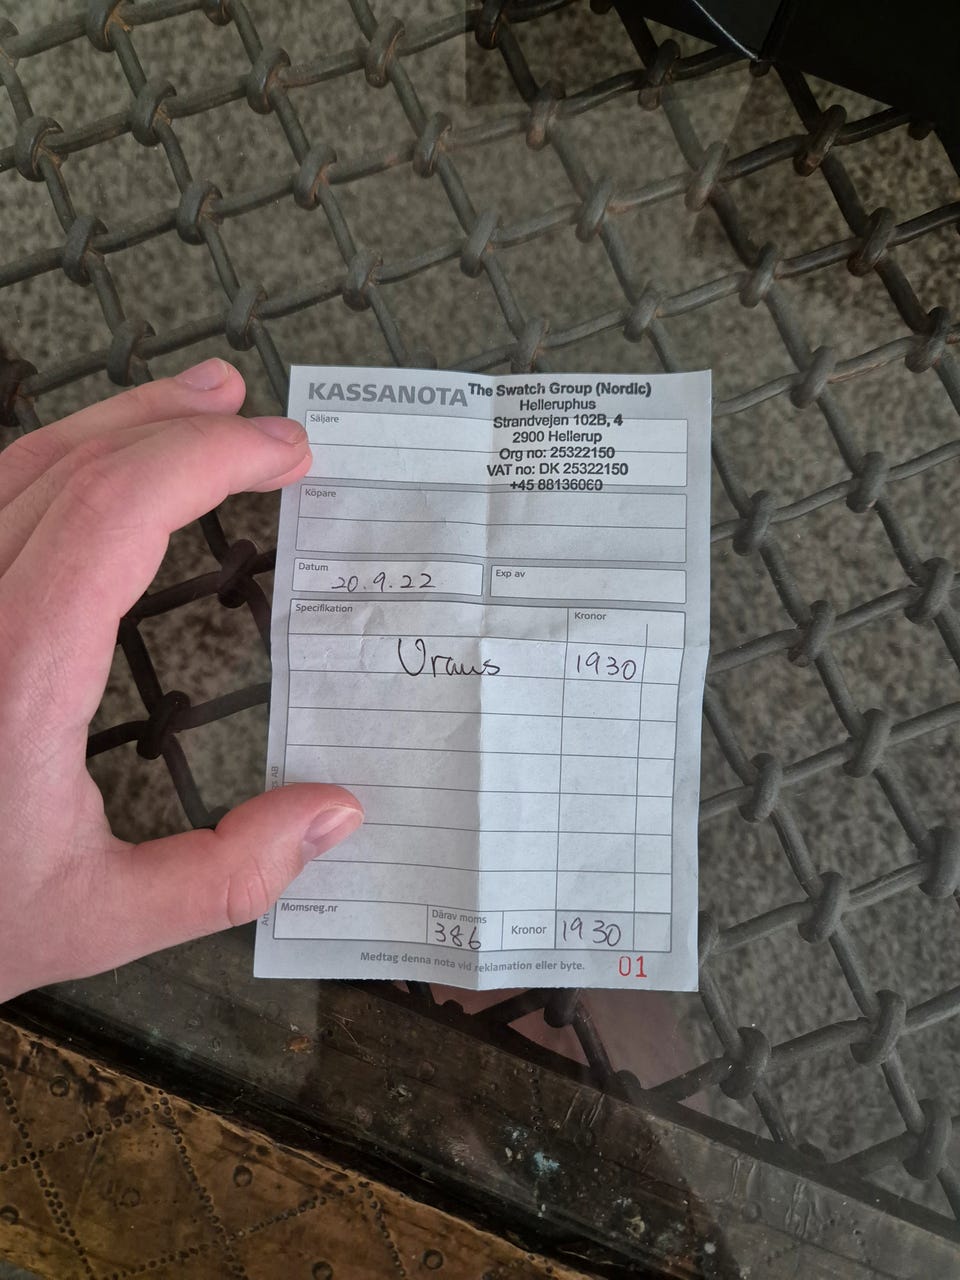 KASSANOTA
The Swatch Group (Nordic)
Helleruphus
Strandvejen 102B, 4
2900 Hellerup
Org no: 25322150
VAT no: DK 25322150
+45 88136060
Säljare
Köpare
Datum 20.9.22
Exp av
Specifikation Kronor
Uraus 1930
Momsreg.nr
Därav moms 386
Kronor 1930
Medtag denna nota vid reklamation eller byte.
01